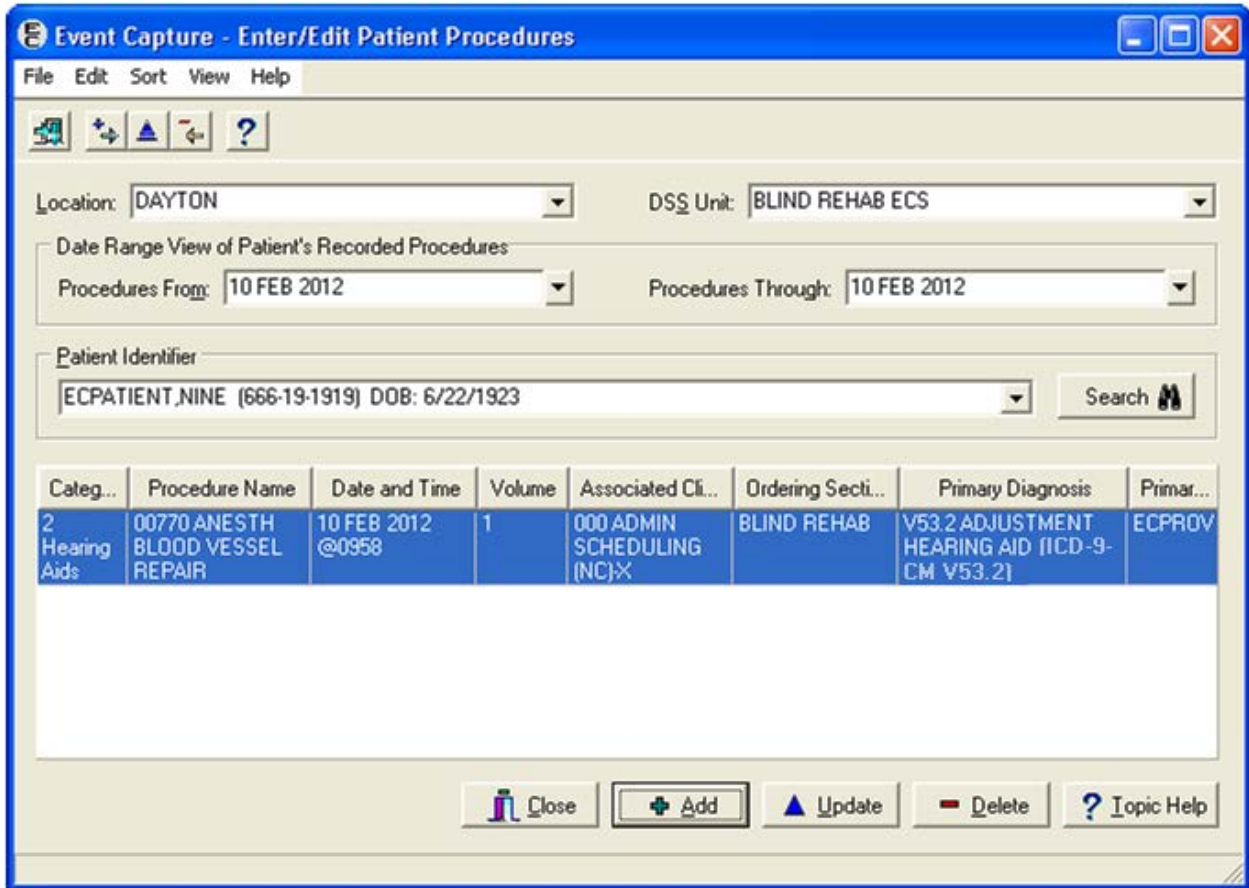 Event Capture - Enter/Edit Patient Procedures
File Edit Sort View Help
Location: DAYTON DSS Unit: BLIND REHAB ECS
Date Range View of Patient's Recorded Procedures
Procedures From: 10 FEB 2012 Procedures Through: 10 FEB 2012
Patient Identifier
ECPATIENT,NINE (666-19-1919) DOB: 6/22/1923 Search
Categ... Procedure Name Date and Time Volume Associated Cli... Ordering Secti... Primary Diagnosis Primar...
2 00770 ANESTH 10 FEB 2012 1 000 ADMIN BLIND REHAB V53.2 ADJUSTMENT ECPROV
Hearing BLOOD VESSEL @0958 SCHEDULING HEARING AID (ICD-9-
Aids REPAIR (NC)-X CM V53.2)
Close Add Update Delete ? Topic Help